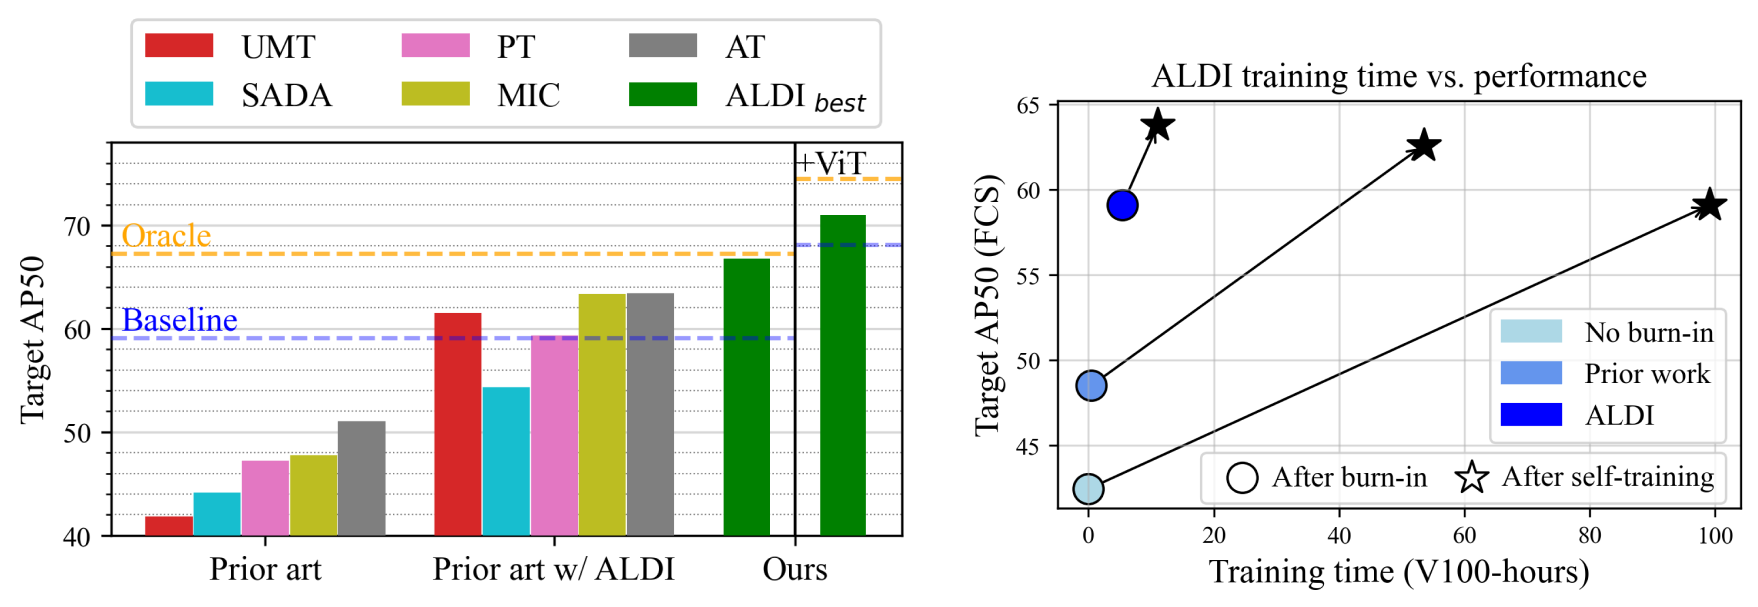 UMT PT AT
SADA MIC ALDI best
+ViT
70
Oracle
Baseline
60
50
40
Target AP50
Prior art Prior art w/ ALDI Ours
ALDI training time vs. performance
65
60
55
50
45
Target AP50 (FCS)
No burn-in
Prior work
ALDI
After burn-in After self-training
0 20 40 60 80 100
Training time (V100-hours)